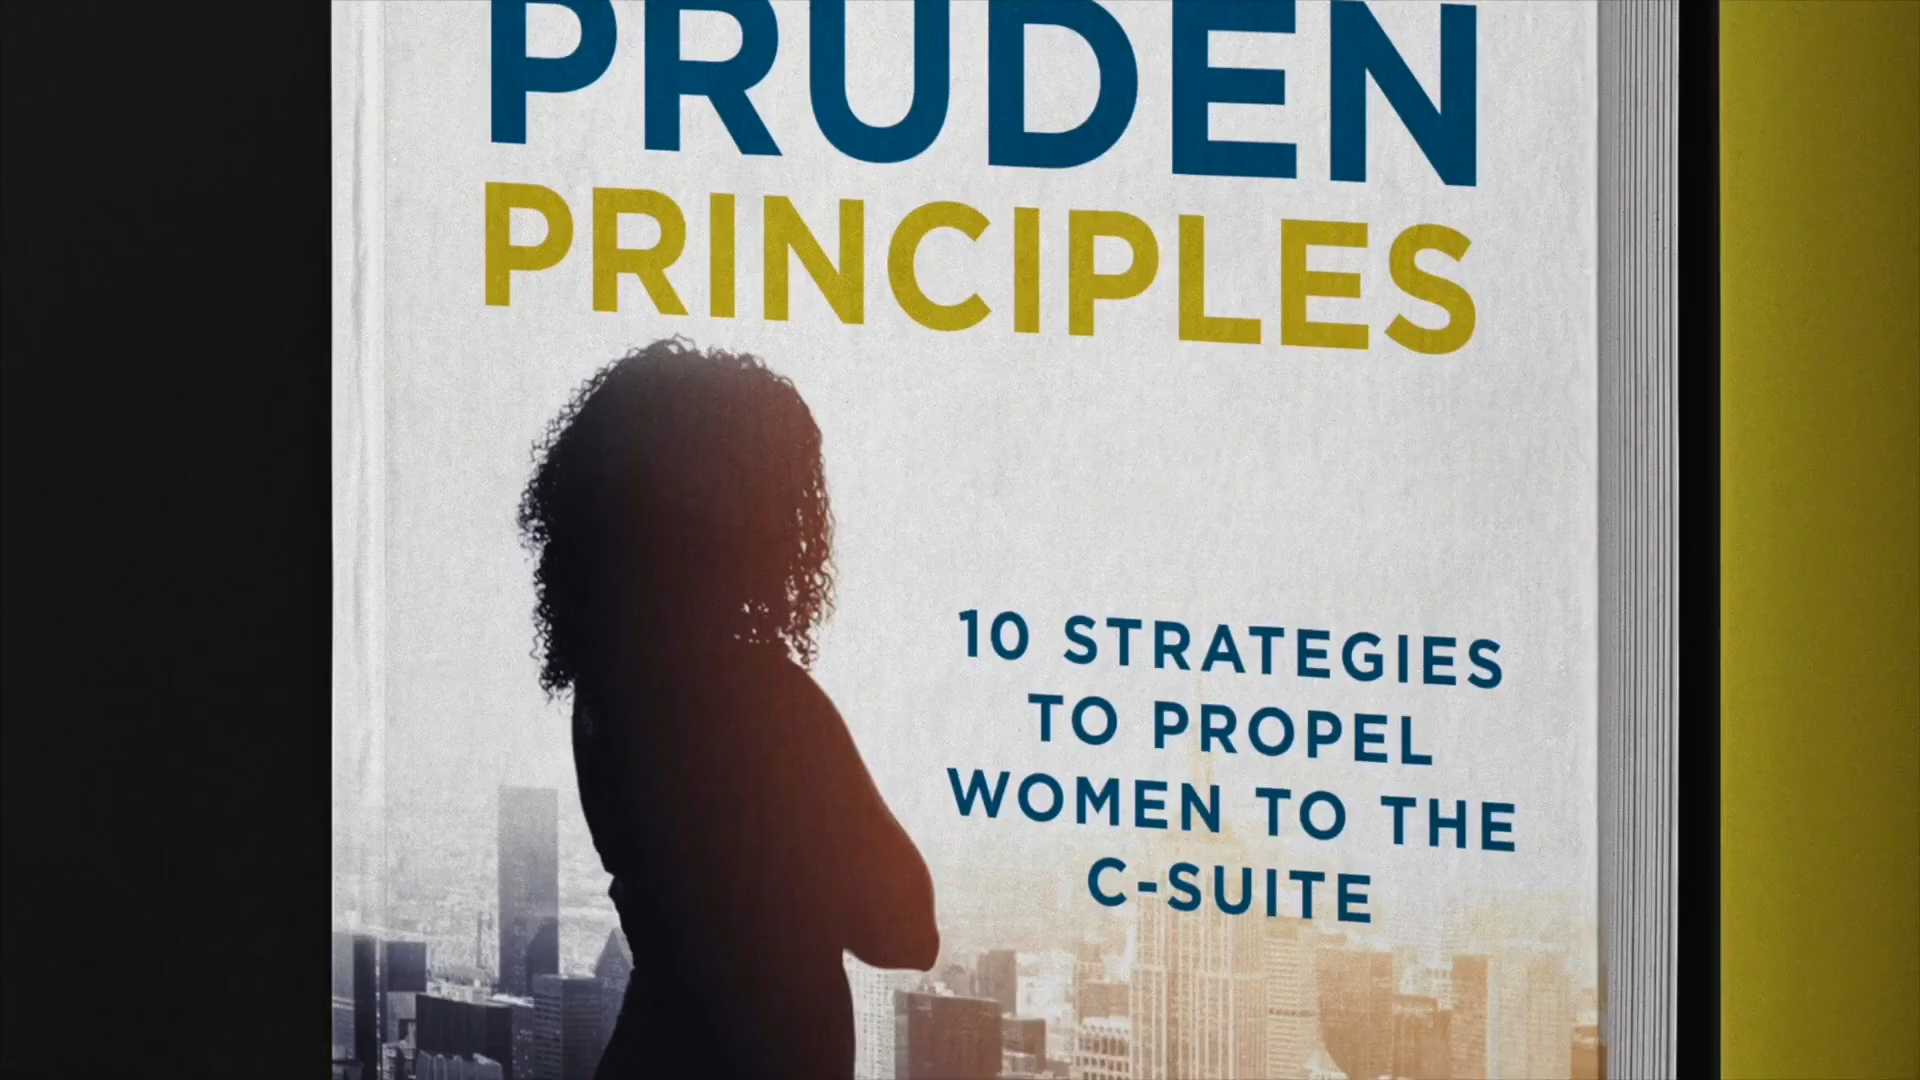 PRUDEN
PRINCIPLES
10 STRATEGIES
TO PROPEL
WOMEN TO THE
C-SUITE